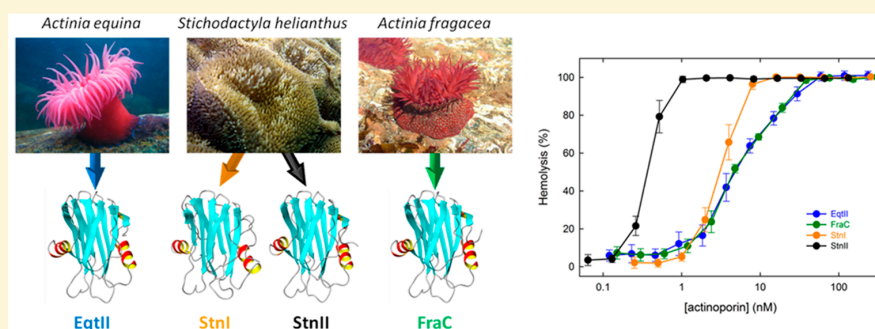 Actinia equina
Stichodactyla helianthus
Actinia fragacea
EqtII
StnI
StnII
FraC
Hemolysis (%)
100
80
60
40
20
0
0.1
1
10
100
[actinoporin] (nM)
EqtII
FraC
StnI
StnII